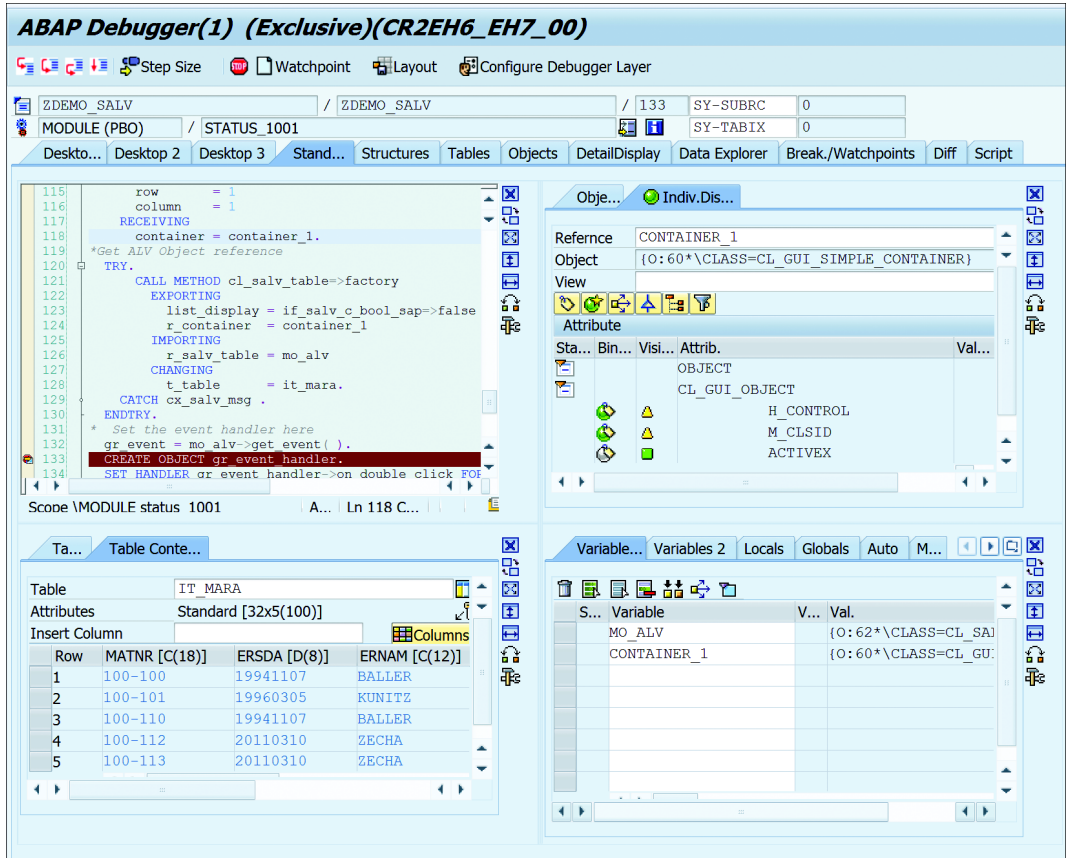 ABAP Debugger(1) (Exclusive)(CR2EH6_EH7_00)
Step Size STOP Watchpoint Layout Configure Debugger Layer
ZDEMO_SALV / ZDEMO_SALV / 133 SY-SUBRC 0
MODULE (PBO) / STATUS_1001 SY-TABIX 0
Deskto... Desktop 2 Desktop 3 Stand... Structures Tables Objects DetailDisplay Data Explorer Break./Watchpoints Diff Script
115 row = 1
116 column = 1
117 RECEIVING
118 container = container_1.
119 *Get ALV Object reference
120 TRY.
121 CALL METHOD cl_salv_table=>factory
122 EXPORTING
123 list_display = if_salv_c_bool_sap=>false
124 r_container = container_1
125 IMPORTING
126 r_salv_table = mo_alv
127 CHANGING
128 t_table = it_mara.
129 CATCH cx_salv_msg .
130 ENDTRY.
131 * Set the event handler here
132 gr_event = mo_alv->get_event( ).
133 CREATE OBJECT gr_event_handler.
134 SET HANDLER gr_event_handler->on_double_click FOR
Scope \MODULE status_1001 A... Ln 118 C...
Obje... Indiv.Dis...
Refernce CONTAINER_1
Object {O:60*\CLASS=CL_GUI_SIMPLE_CONTAINER}
View
Attribute
Sta... Bin... Visi... Attrib. Val...
OBJECT
CL_GUI_OBJECT
H_CONTROL
M_CLSID
ACTIVEX
Ta... Table Conte...
Table IT_MARA
Attributes Standard [32x5(100)]
Insert Column Columns
Row MATNR [C(18)] ERSDA [D(8)] ERNAM [C(12)]
1 100-100 19941107 BALLER
2 100-101 19960305 KUNITZ
3 100-110 19941107 BALLER
4 100-112 20110310 ZECHA
5 100-113 20110310 ZECHA
Variable... Variables 2 Locals Globals Auto M...
S... Variable V... Val.
MO_ALV {O:62*\CLASS=CL_SAL
CONTAINER_1 {O:60*\CLASS=CL_GUI